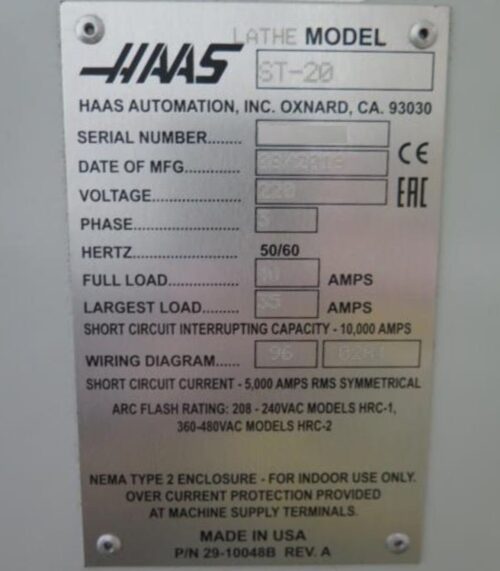 LATHE MODEL
HAAS ST-20
HAAS AUTOMATION, INC. OXNARD, CA. 93030
SERIAL NUMBER........
DATE OF MFG..........
CE
VOLTAGE............... 220
EAC
PHASE................... 3
HERTZ 50/60
FULL LOAD.............. AMPS
LARGEST LOAD........ 35 AMPS
SHORT CIRCUIT INTERRUPTING CAPACITY - 10,000 AMPS
WIRING DIAGRAM...... 96
SHORT CIRCUIT CURRENT - 5,000 AMPS RMS SYMMETRICAL
ARC FLASH RATING: 208 - 240VAC MODELS HRC-1,
360-480VAC MODELS HRC-2
NEMA TYPE 2 ENCLOSURE - FOR INDOOR USE ONLY.
OVER CURRENT PROTECTION PROVIDED
AT MACHINE SUPPLY TERMINALS.
MADE IN USA
P/N 29-10048B REV. A